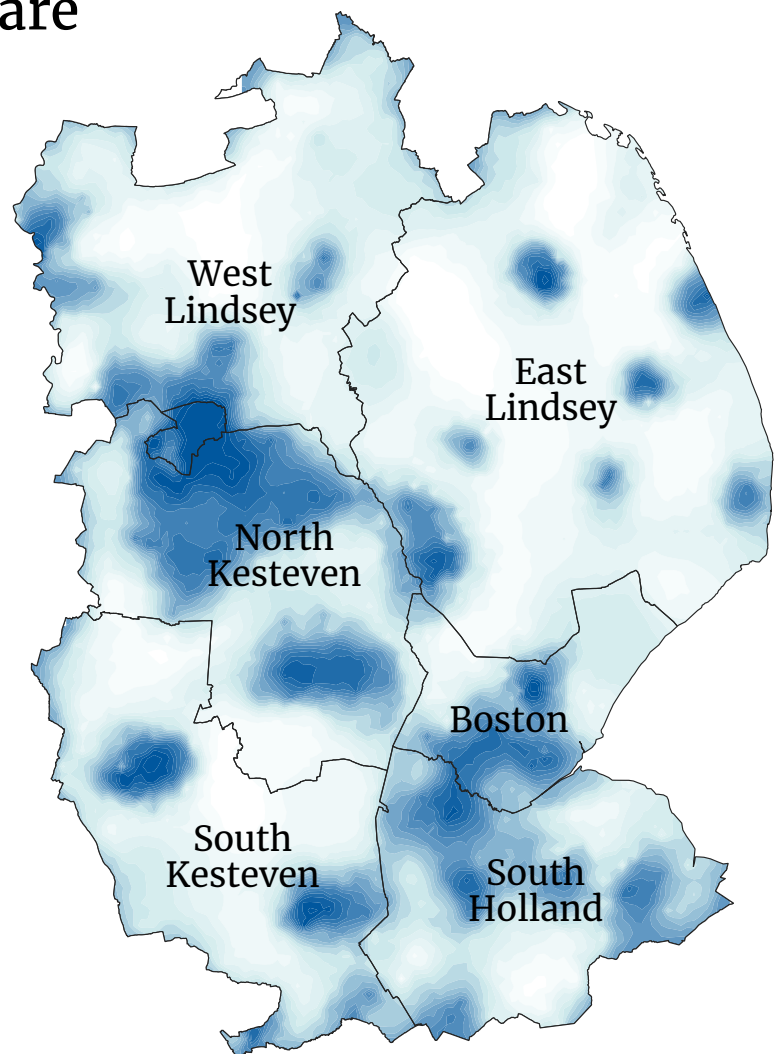 are
West
Lindsey
East
Lindsey
North
Kesteven
Boston
South
Kesteven
South
Holland